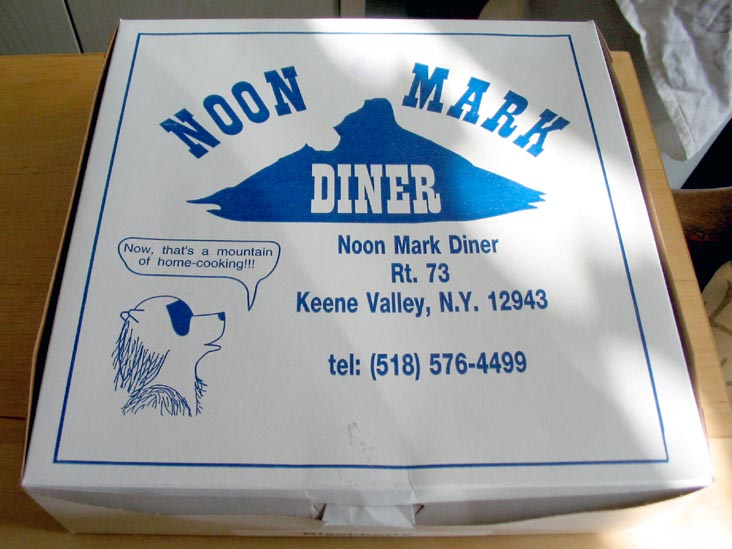 NOON MARK
DINER
Now, that's a mountain
of home-cooking!!!
Noon Mark Diner
Rt. 73
Keene Valley, N.Y. 12943
tel: (518) 576-4499